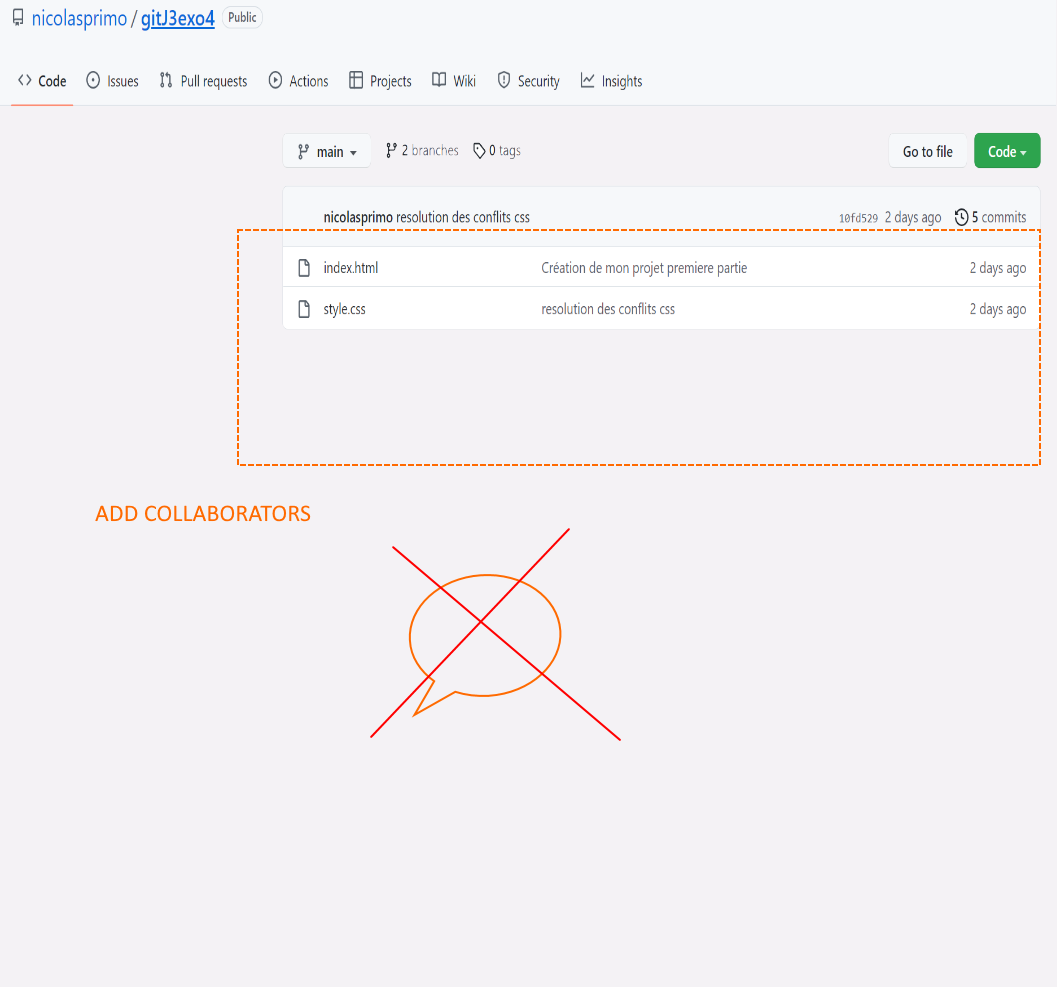 nicolasprimo / gitJ3exo4 Public
Code Issues Pull requests Actions Projects Wiki Security Insights
main 2 branches 0 tags Go to file Code
nicolasprimo resolution des conflits css 10fd529 2 days ago 5 commits
index.html Création de mon projet premiere partie 2 days ago
style.css resolution des conflits css 2 days ago
ADD COLLABORATORS